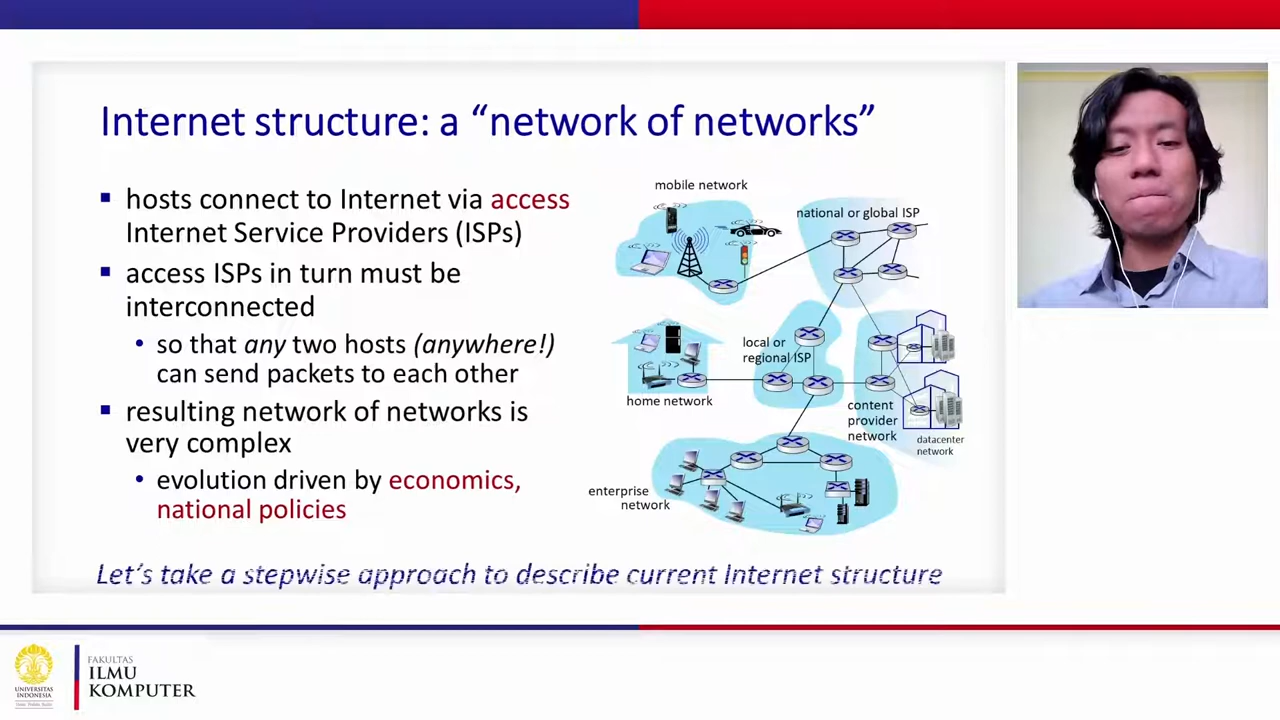 Internet structure: a “network of networks”
▪ hosts connect to Internet via access
Internet Service Providers (ISPs)
▪ access ISPs in turn must be
interconnected
• so that any two hosts (anywhere!)
can send packets to each other
▪ resulting network of networks is
very complex
• evolution driven by economics,
national policies
mobile network
national or global ISP
local or
regional ISP
home network
content
provider
network
datacenter
network
enterprise
network
Let’s take a stepwise approach to describe current Internet structure
UNIVERSITAS
INDONESIA
FAKULTAS
ILMU
KOMPUTER